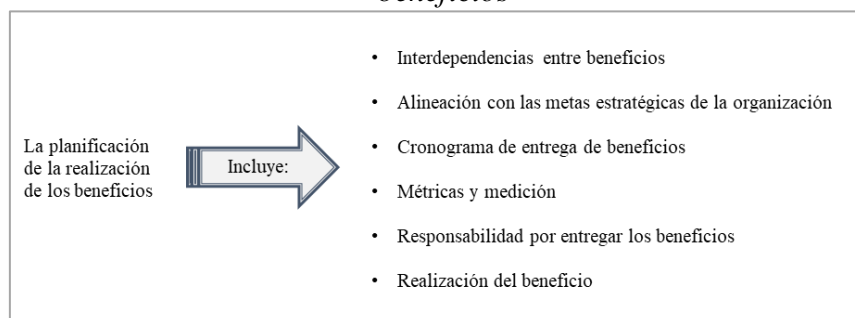 beneficios
La planificación
de la realización
de los beneficios
Incluye:
• Interdependencias entre beneficios
• Alineación con las metas estratégicas de la organización
• Cronograma de entrega de beneficios
• Métricas y medición
• Responsabilidad por entregar los beneficios
• Realización del beneficio